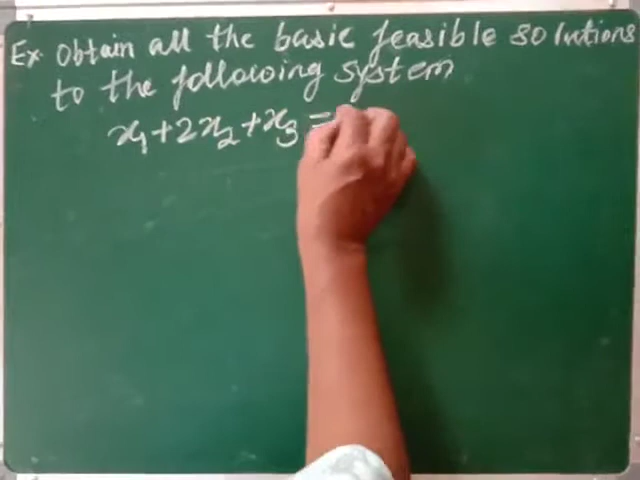 Ex. Obtain all the basic feasible solutions
to the following system
x₁+2x₂+x₃=